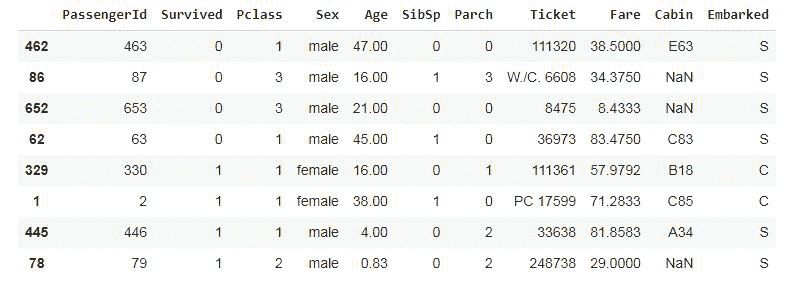 PassengerId Survived Pclass Sex Age SibSp Parch Ticket Fare Cabin Embarked
462 463 0 1 male 47.00 0 0 111320 38.5000 E63 S
86 87 0 3 male 16.00 1 3 W./C. 6608 34.3750 NaN S
652 653 0 3 male 21.00 0 0 8475 8.4333 NaN S
62 63 0 1 male 45.00 1 0 36973 83.4750 C83 S
329 330 1 1 female 16.00 0 1 111361 57.9792 B18 C
1 2 1 1 female 38.00 1 0 PC 17599 71.2833 C85 C
445 446 1 1 male 4.00 0 2 33638 81.8583 A34 S
78 79 1 2 male 0.83 0 2 248738 29.0000 NaN S